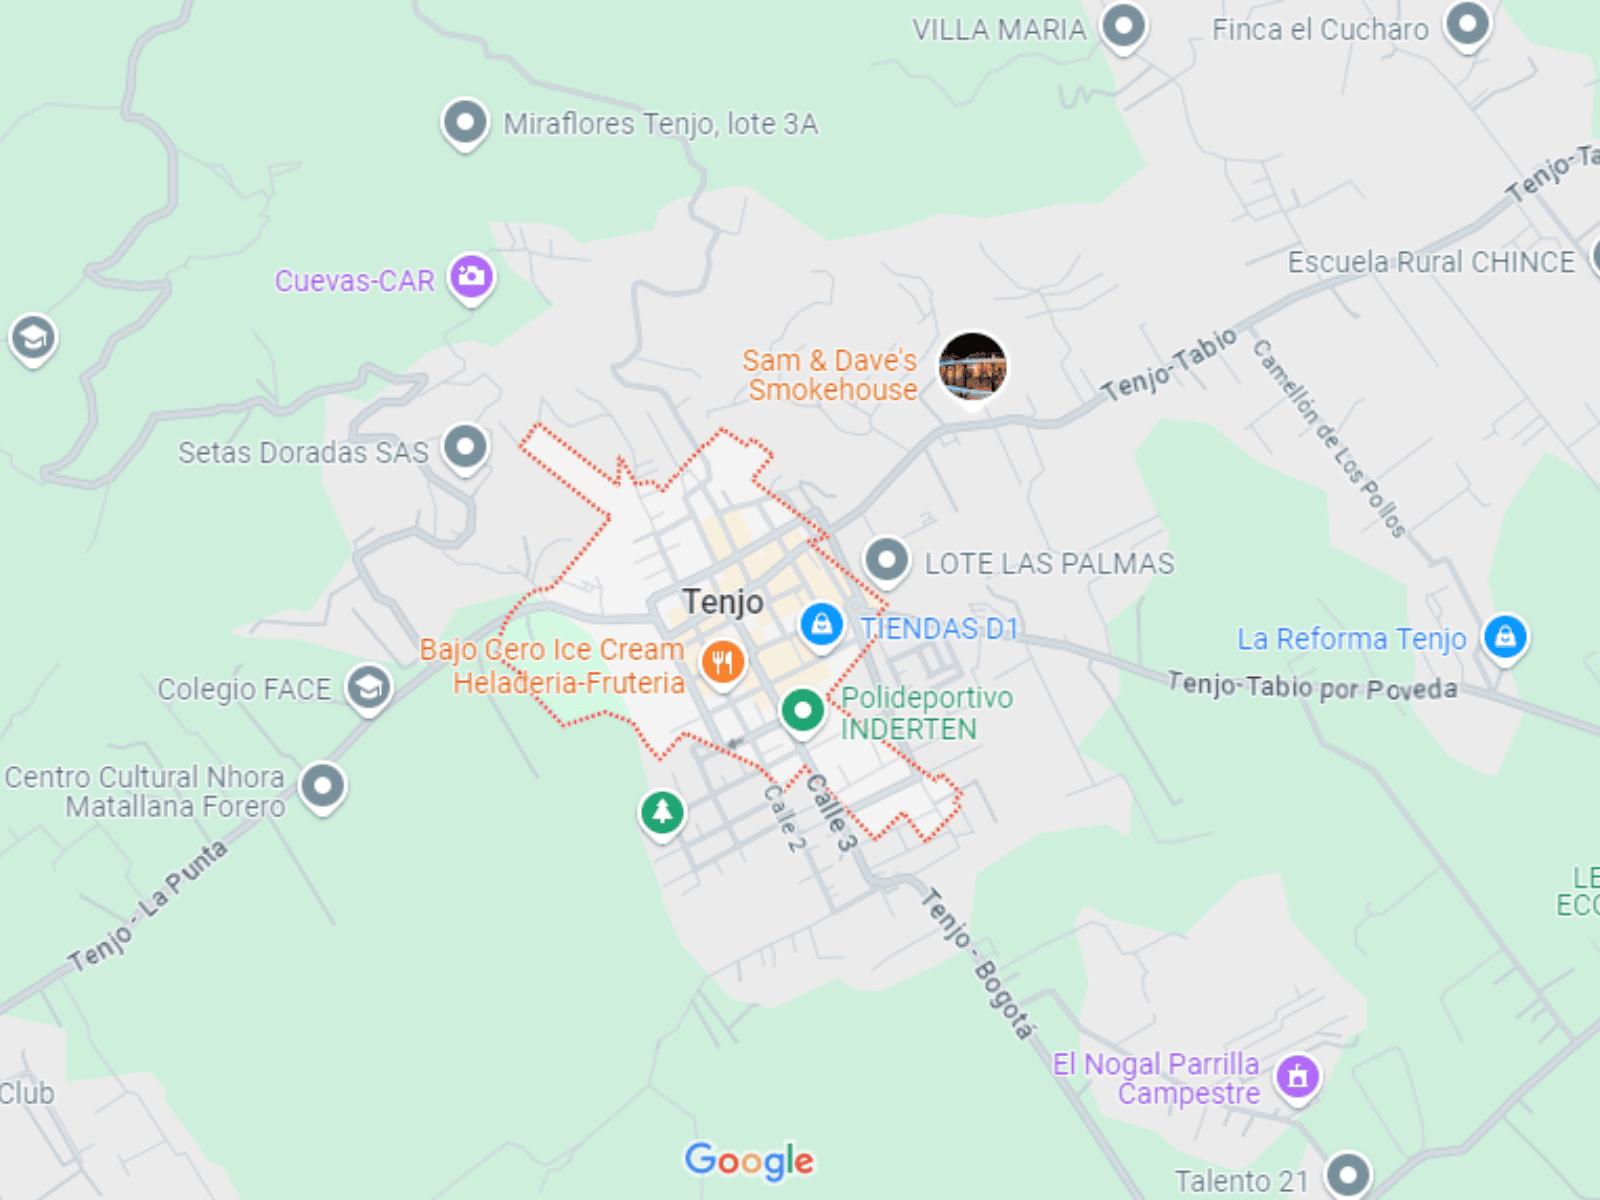 VILLA MARIA
Finca el Cucharo
Miraflores Tenjo, lote 3A
Tenjo-Ta
Escuela Rural CHINCE
Cuevas-CAR
Sam & Dave's
Smokehouse
Tenjo-Tabio
Camellón de Los Pollos
Setas Doradas SAS
LOTE LAS PALMAS
Tenjo
TIENDAS D1
La Reforma Tenjo
Bajo Cero Ice Cream
Heladeria-Fruteria
Colegio FACE
Tenjo-Tabio por Poveda
Polideportivo
INDERTEN
Centro Cultural Nhora
Matallana Forero
Calle 2
Calle 3
Tenjo - La Punta
LE
ECO
Tenjo - Bogotá
El Nogal Parrilla
Campestre
Club
Google
Talento 21